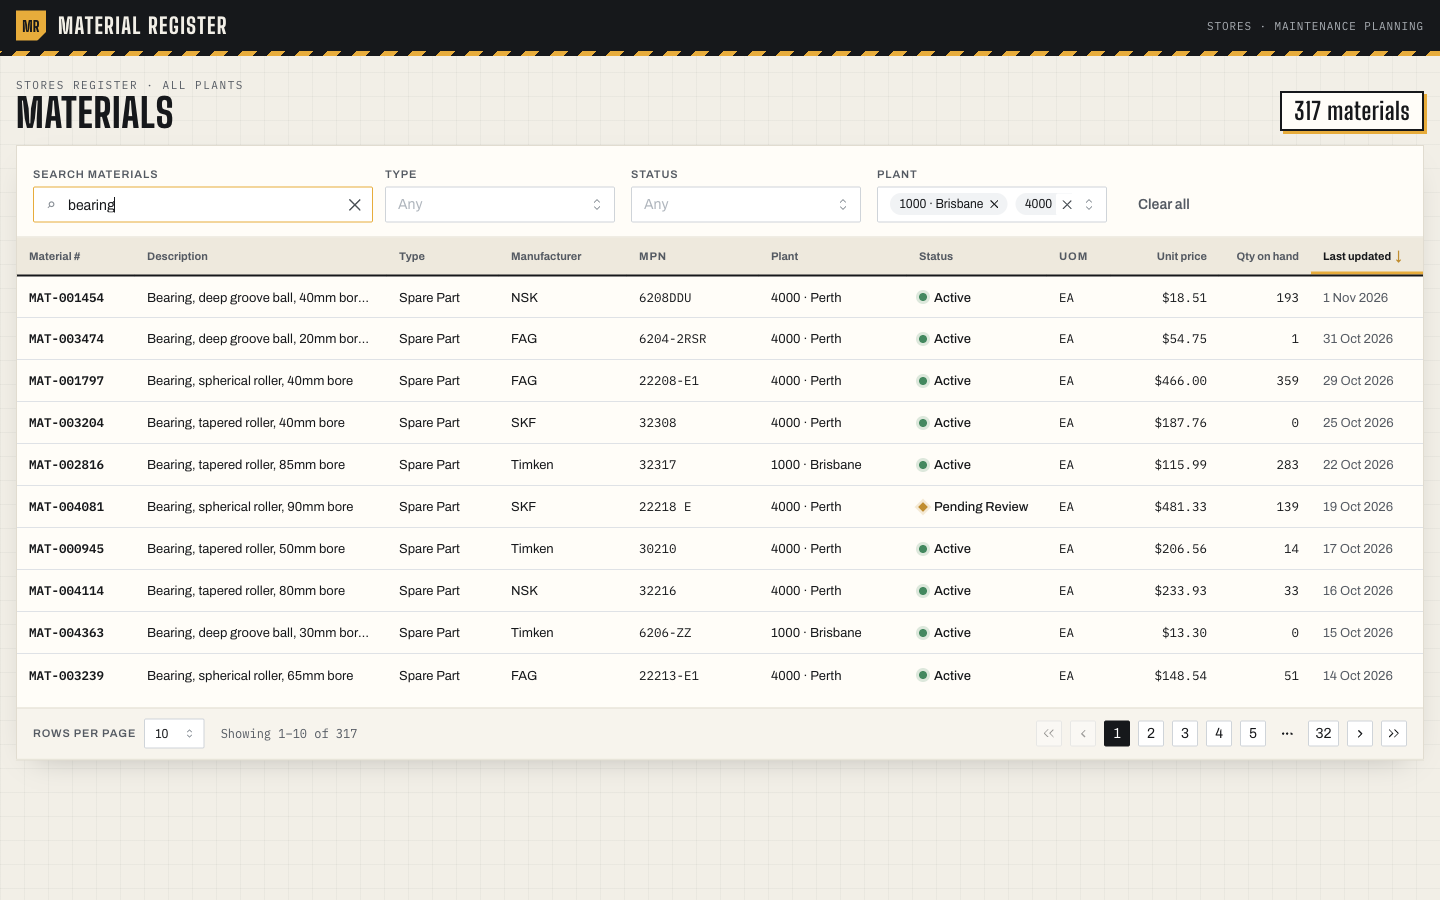 MR MATERIAL REGISTER
STORES · MAINTENANCE PLANNING
STORES REGISTER · ALL PLANTS
MATERIALS
317 materials
SEARCH MATERIALS TYPE STATUS PLANT
bearing Any Any 1000 · Brisbane 4000 Clear all
Material # Description Type Manufacturer MPN Plant Status UOM Unit price Qty on hand Last updated
MAT-001454 Bearing, deep groove ball, 40mm bor... Spare Part NSK 6208DDU 4000 · Perth Active EA $18.51 193 1 Nov 2026
MAT-003474 Bearing, deep groove ball, 20mm bor... Spare Part FAG 6204-2RSR 4000 · Perth Active EA $54.75 1 31 Oct 2026
MAT-001797 Bearing, spherical roller, 40mm bore Spare Part FAG 22208-E1 4000 · Perth Active EA $466.00 359 29 Oct 2026
MAT-003204 Bearing, tapered roller, 40mm bore Spare Part SKF 32308 4000 · Perth Active EA $187.76 0 25 Oct 2026
MAT-002816 Bearing, tapered roller, 85mm bore Spare Part Timken 32317 1000 · Brisbane Active EA $115.99 283 22 Oct 2026
MAT-004081 Bearing, spherical roller, 90mm bore Spare Part SKF 22218 E 4000 · Perth Pending Review EA $481.33 139 19 Oct 2026
MAT-000945 Bearing, tapered roller, 50mm bore Spare Part Timken 30210 4000 · Perth Active EA $206.56 14 17 Oct 2026
MAT-004114 Bearing, tapered roller, 80mm bore Spare Part NSK 32216 4000 · Perth Active EA $233.93 33 16 Oct 2026
MAT-004363 Bearing, deep groove ball, 30mm bor... Spare Part Timken 6206-ZZ 1000 · Brisbane Active EA $13.30 0 15 Oct 2026
MAT-003239 Bearing, spherical roller, 65mm bore Spare Part FAG 22213-E1 4000 · Perth Active EA $148.54 51 14 Oct 2026
ROWS PER PAGE 10 Showing 1–10 of 317 1 2 3 4 5 ··· 32